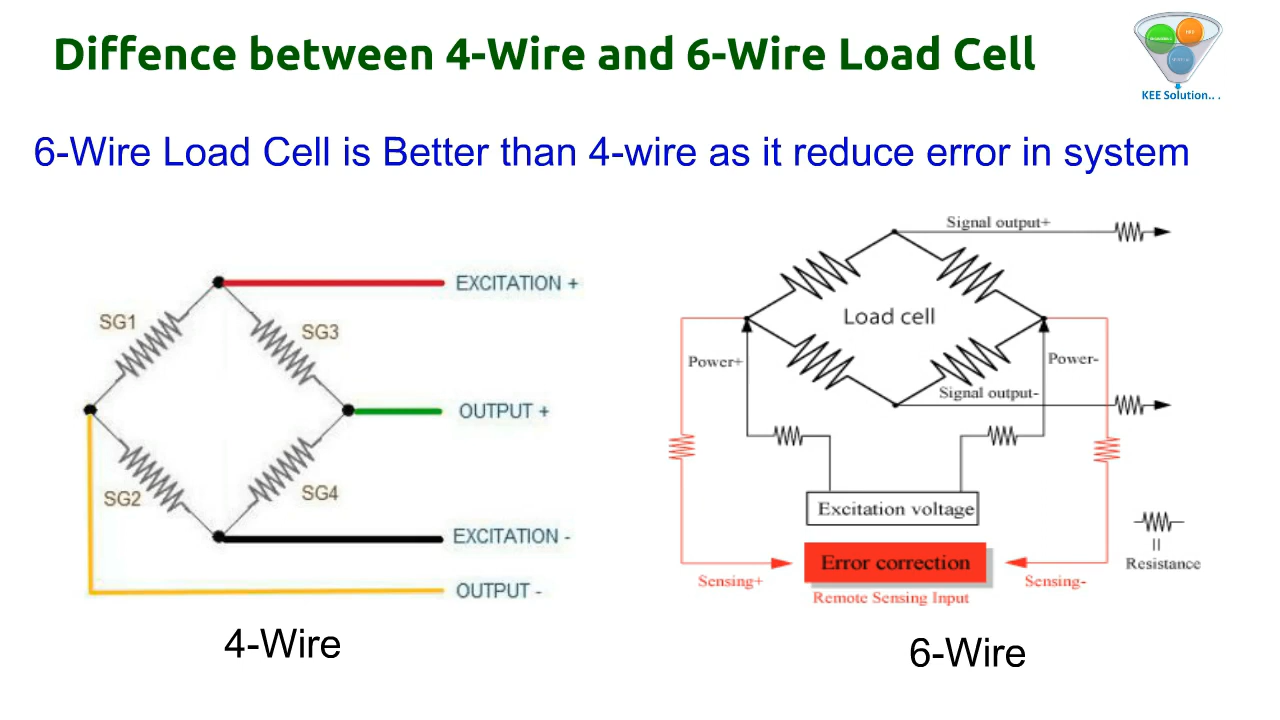 Diffence between 4-Wire and 6-Wire Load Cell
KEE Solution.. .
6-Wire Load Cell is Better than 4-wire as it reduce error in system
EXCITATION +
SG1
SG3
OUTPUT +
SG2
SG4
EXCITATION -
OUTPUT -
4-Wire
Signal output+
Load cell
Power+
Power-
Signal output-
Excitation voltage
Error correction
Sensing+
Sensing-
Remote Sensing Input
=
Resistance
6-Wire